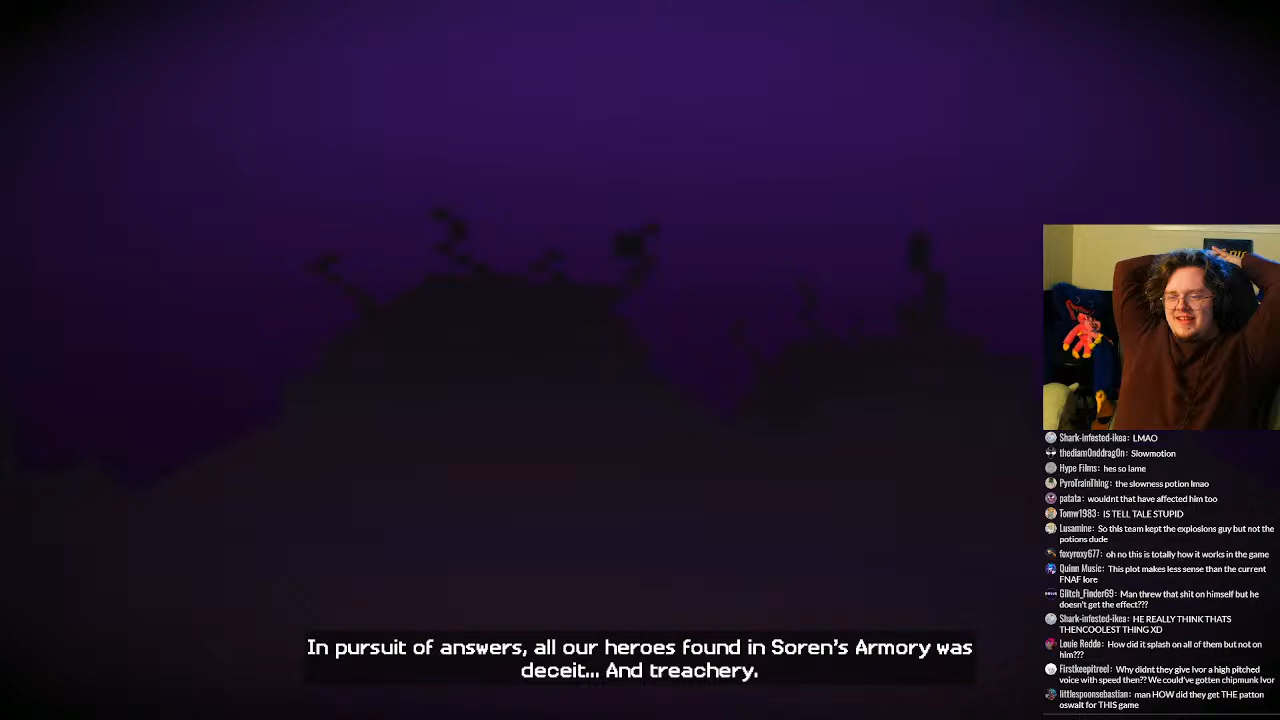 Shark-infested-ikea: LMAO
thediam0nddrag0n: Slowmotion
Hype Films: hes so lame
PyroTrainThing: the slowness potion lmao
patata: wouldnt that have affected him too
Tomw1983: IS TELL TALE STUPID
Lusamine: So this team kept the explosions guy but not the
potions dude
foxyroxy677: oh no this is totally how it works in the game
Quinn Music: This plot makes less sense than the current
FNAF lore
Glitch_Finder69: Man threw that shit on himself but he
doesn't get the effect???
Shark-infested-ikea: HE REALLY THINK THATS
THENCOOLEST THING XD
Louie Redde: How did it splash on all of them but not on
him???
Firstkeepitreel: Why didnt they give Ivor a high pitched
voice with speed then?? We could've gotten chipmunk Ivor
littlespoonsebastian: man HOW did they get THE patton
oswalt for THIS game
In pursuit of answers, all our heroes found in Soren's Armory was
deceit... And treachery.